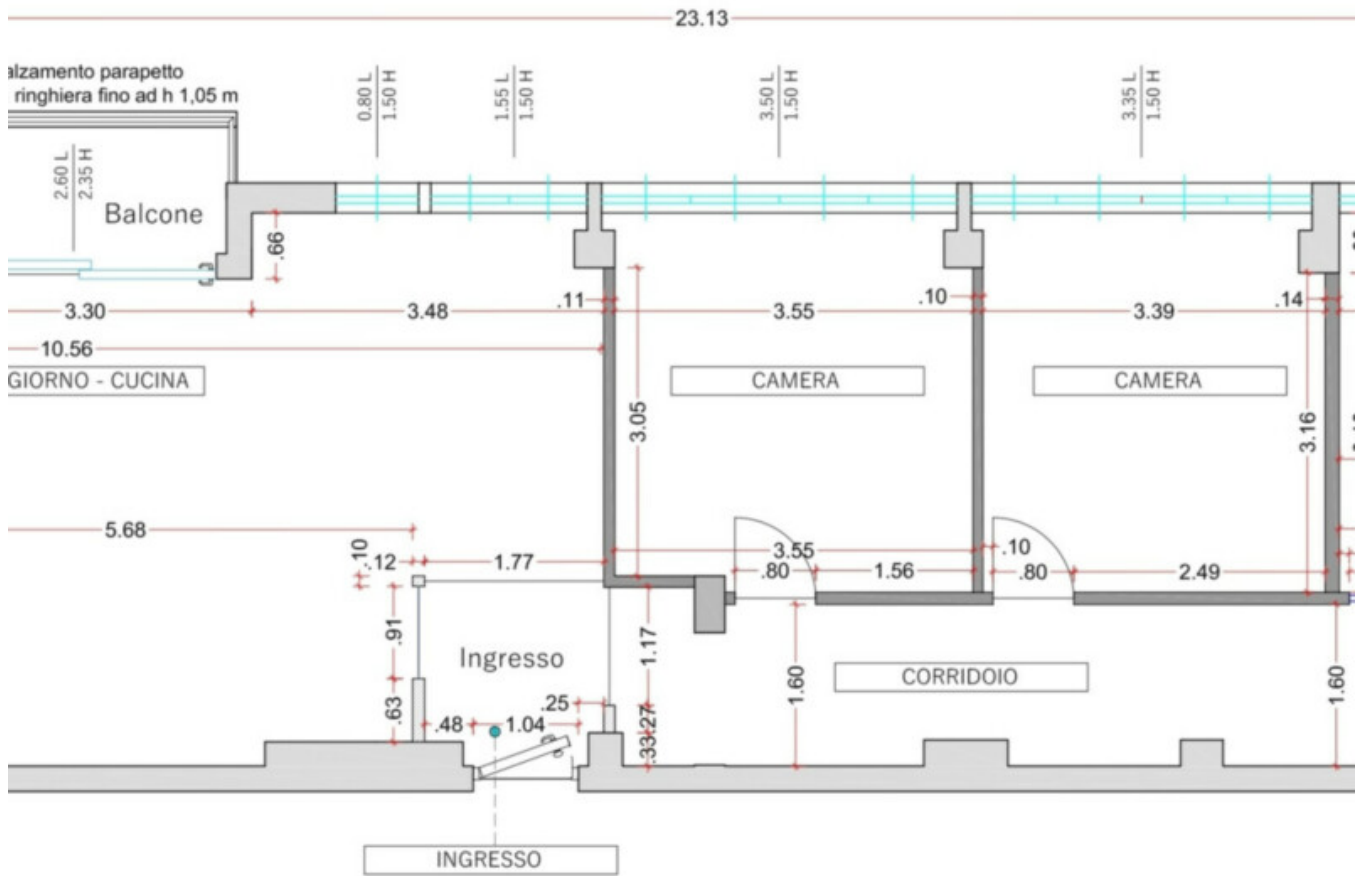 23.13
alzamento parapetto
ringhiera fino ad h 1,05 m
0.80 L
1.50 H
1.55 L
1.50 H
3.50 L
1.50 H
3.35 L
1.50 H
2.60 L
2.35 H
Balcone
.66
3.30
3.48
.11
3.55
.10
3.39
.14
10.56
GIORNO - CUCINA
CAMERA
CAMERA
3.05
3.16
5.68
.10
.12
1.77
3.55
.80
1.56
.10
.80
2.49
.91
Ingresso
1.17
1.60
CORRIDOIO
1.60
.63
.48
1.04
.25
.27
.33
INGRESSO